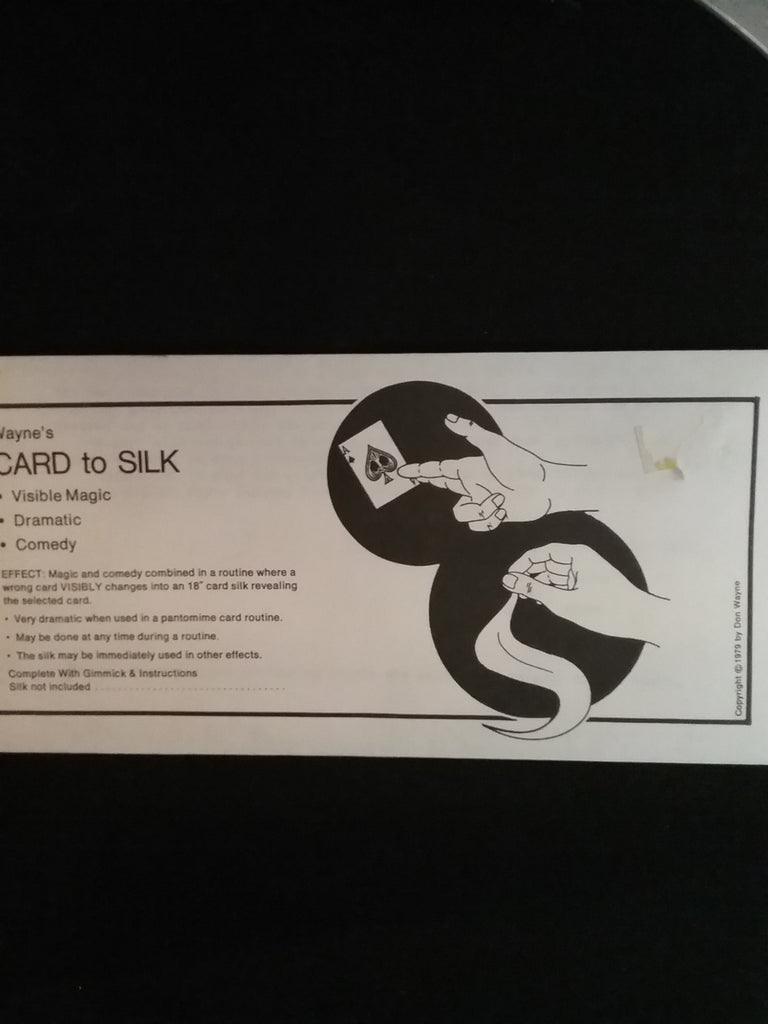 Wayne's
CARD to SILK
• Visible Magic
• Dramatic
• Comedy
EFFECT: Magic and comedy combined in a routine where a
wrong card VISIBLY changes into an 18" card silk revealing
the selected card.
• Very dramatic when used in a pantomime card routine.
• May be done at any time during a routine.
• The silk may be immediately used in other effects.
Complete With Gimmick & Instructions
Silk not included ................................
A
Copyright © 1979 by Don Wayne